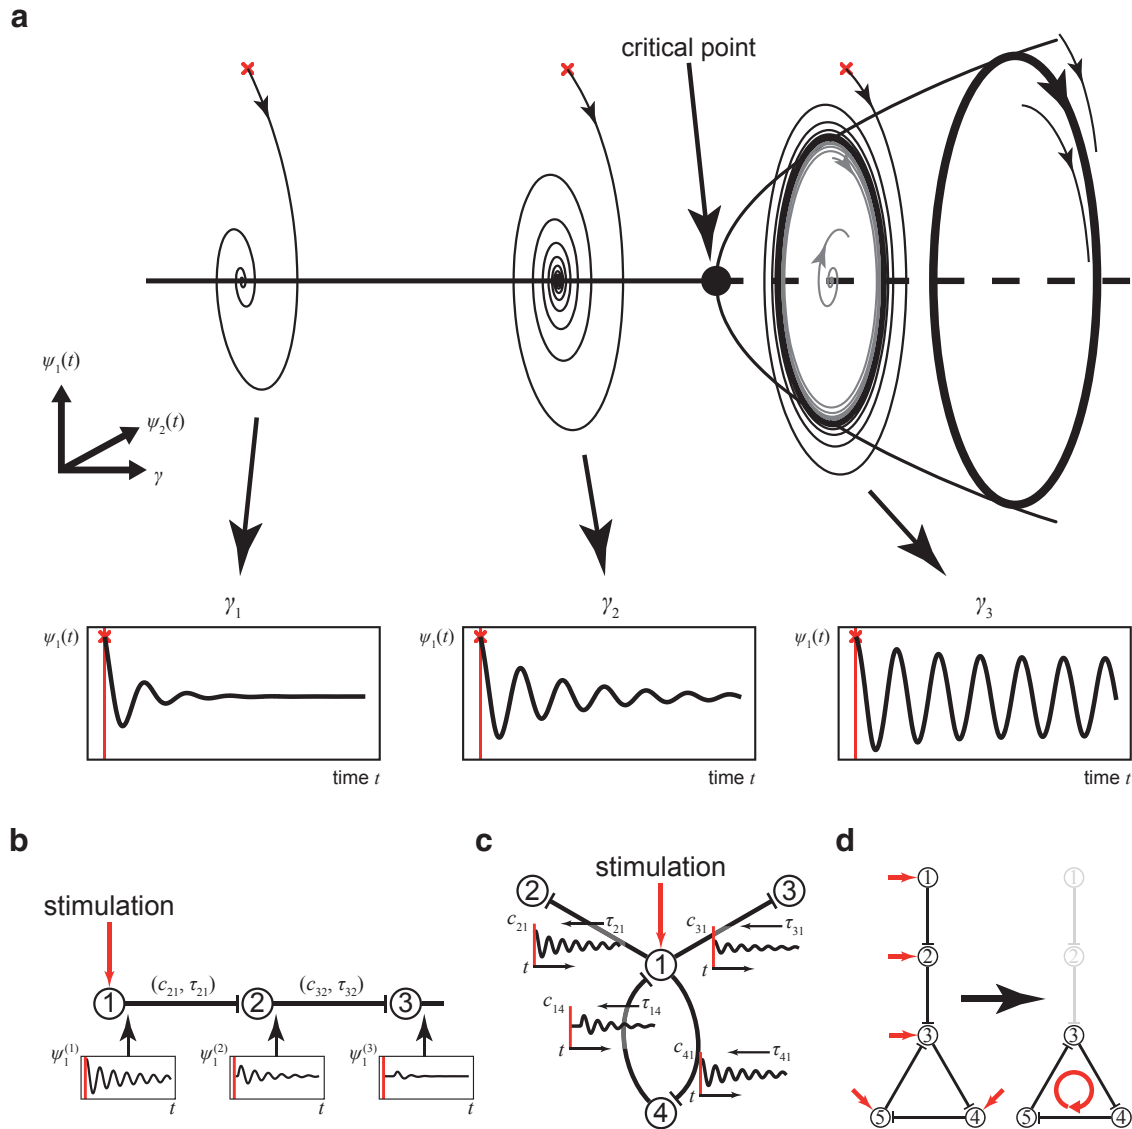 a
critical point
ψ₁(t)
ψ₂(t)
γ
γ₁
γ₂
γ₃
ψ₁(t)
ψ₁(t)
ψ₁(t)
time t
time t
time t
b
stimulation
(c₂₁, τ₂₁)
(c₃₂, τ₃₂)
1
2
3
ψ₁⁽¹⁾
ψ₁⁽²⁾
ψ₁⁽³⁾
t
t
t
c
stimulation
2
3
c₂₁
τ₂₁
c₃₁
τ₃₁
t
t
1
c₁₄
τ₁₄
t
c₄₁
τ₄₁
t
4
d
1
1
2
2
3
3
5
4
5
4